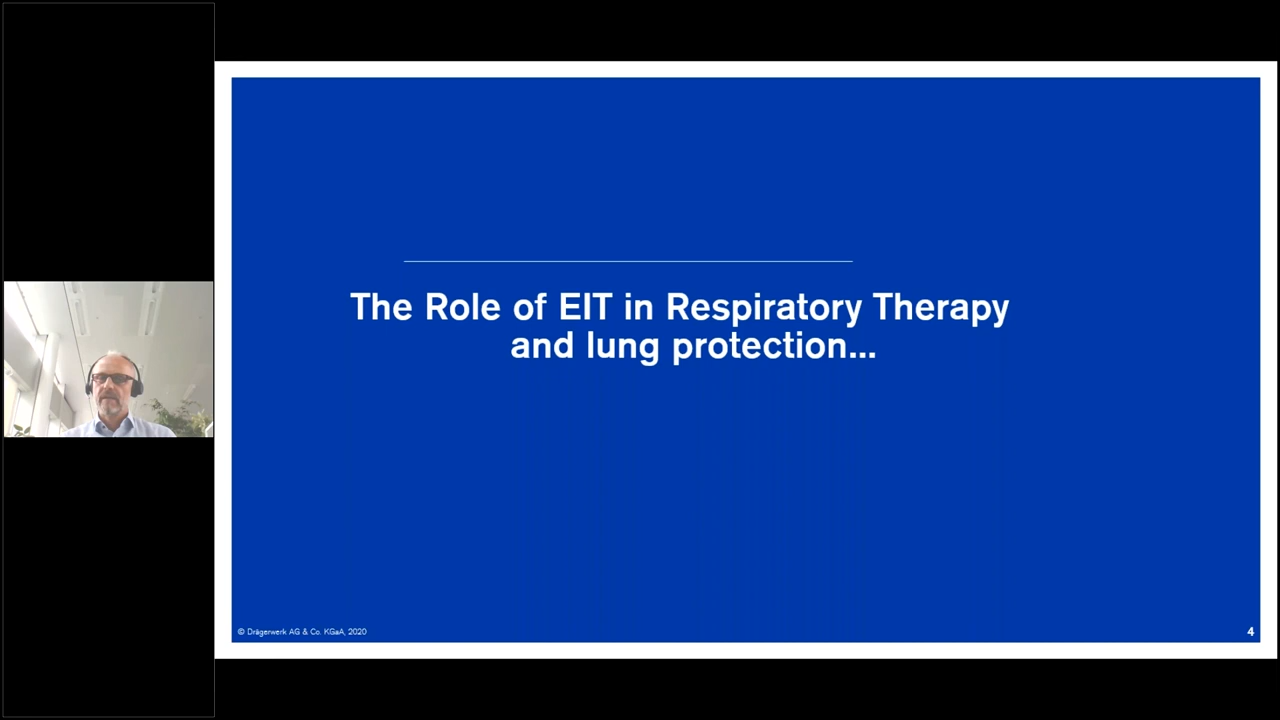 The Role of EIT in Respiratory Therapy
and lung protection...
© Drägerwerk AG & Co. KGaA, 2020
4